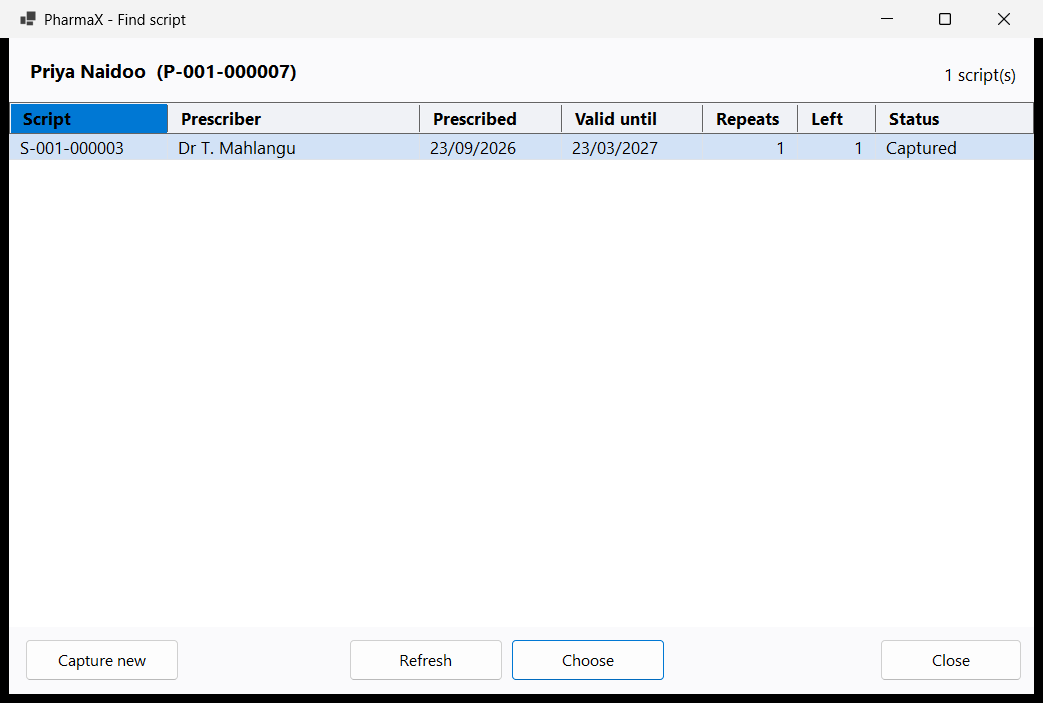 PharmaX - Find script
Priya Naidoo (P-001-000007)
1 script(s)
Script Prescriber Prescribed Valid until Repeats Left Status
S-001-000003 Dr T. Mahlangu 23/09/2026 23/03/2027 1 1 Captured
Capture new Refresh Choose Close